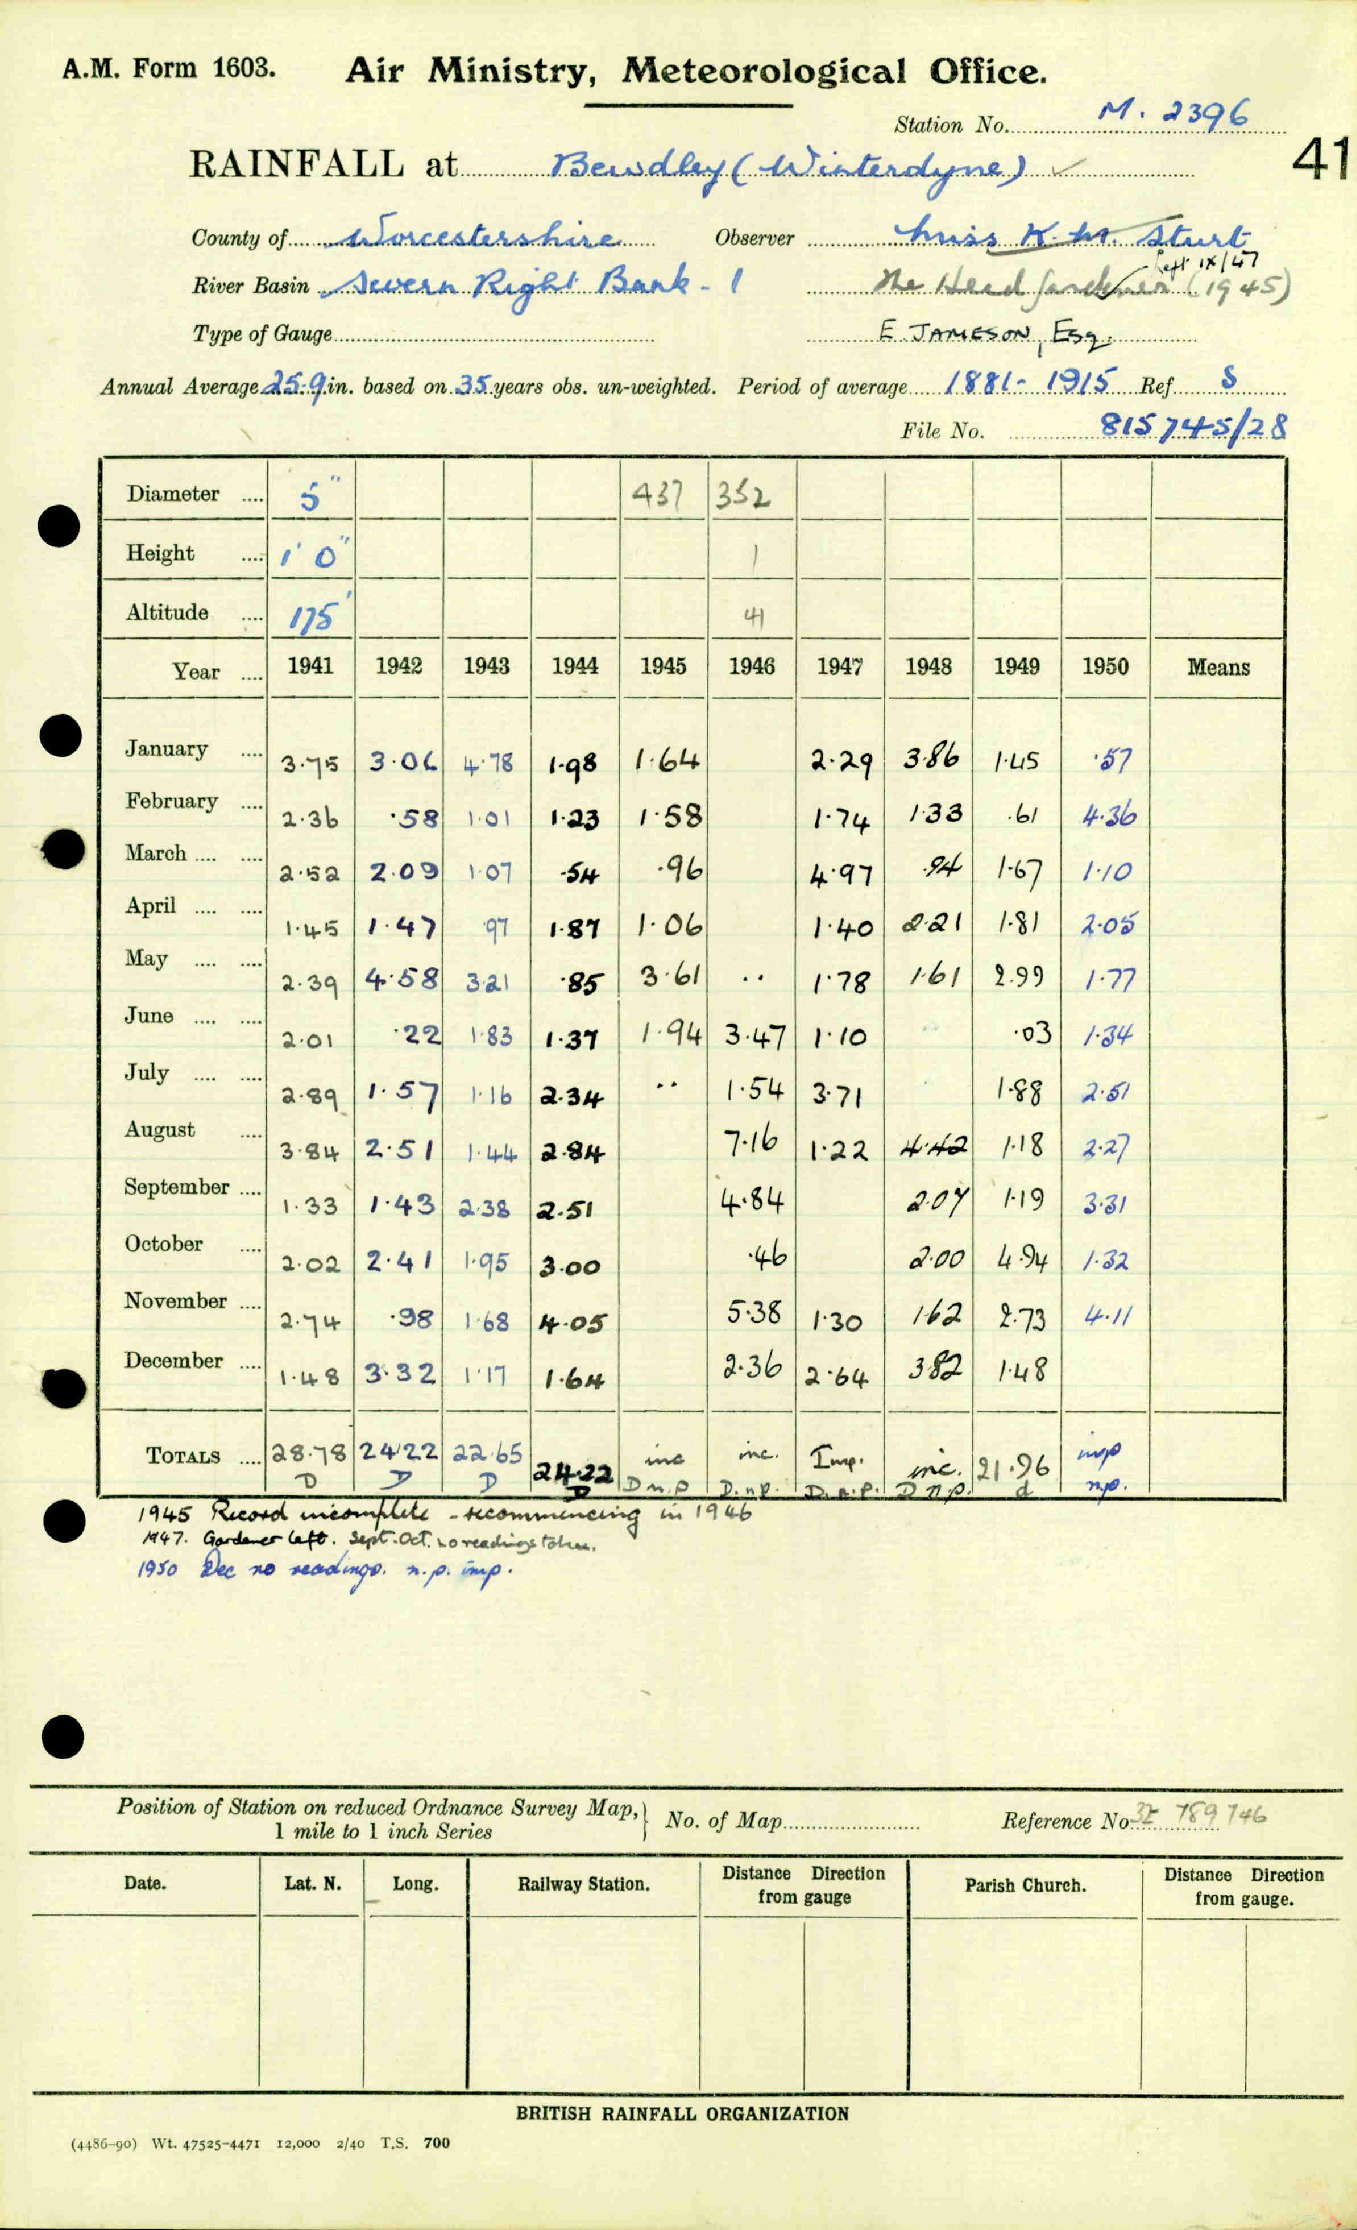 A.M. Form 1603. Air Ministry, Meteorological Office.
Station No. M. 2396
41
RAINFALL at Bewdley (Winterdyne) ✓
County of Worcestershire Observer Miss K. M. Sturt
Left IX/47
River Basin Severn Right Bank - 1 The Head Gardener (1945)
Type of Gauge E. JAMESON, Esq.
Annual Average 25.9 in. based on 35 years obs. un-weighted. Period of average 1881-1915 Ref. S
File No. 815745/28
Diameter .... 5" 437 352
Height .... 1' 0" 1
Altitude .... 175' 41
Year .... 1941 1942 1943 1944 1945 1946 1947 1948 1949 1950 Means
January .... 3.75 3.06 4.78 1.98 1.64 2.29 3.86 1.45 .57
February .... 2.36 .58 1.01 1.23 1.58 1.74 1.33 .61 4.36
March .... .... 2.52 2.09 1.07 .54 .96 4.97 .94 1.67 1.10
April .... .... 1.45 1.47 .97 1.87 1.06 1.40 2.21 1.81 2.05
May .... .... 2.39 4.58 3.21 .85 3.61 .. 1.78 1.61 2.99 1.77
June .... .... 2.01 .22 1.83 1.37 1.94 3.47 1.10 .03 1.34
July .... .... 2.89 1.57 1.16 2.34 .. 1.54 3.71 1.88 2.51
August .... 3.84 2.51 1.44 2.84 7.16 1.22 4.42 1.18 2.27
September .... 1.33 1.43 2.38 2.51 4.84 2.07 1.19 3.31
October .... 2.02 2.41 1.95 3.00 .46 2.00 4.94 1.32
November .... 2.74 .98 1.68 4.05 5.38 1.30 1.62 2.73 4.11
December .... 1.48 3.32 1.17 1.64 2.36 2.64 3.82 1.48
TOTALS .... 28.78 24.22 22.65 24.22 inc inc. Imp. inc. 21.96 imp
D D D D D n p D. n p. D. n. p. D n p. d n.p.
1945 Record incomplete - recommencing in 1946
1947. Gardener left. Sept. Oct. no readings taken.
1950 Dec no readings. n.p. imp.
Position of Station on reduced Ordnance Survey Map, 1 mile to 1 inch Series } No. of Map Reference No. 32 789746
Date. Lat. N. Long. Railway Station. Distance Direction from gauge Parish Church. Distance Direction from gauge.
BRITISH RAINFALL ORGANIZATION
(4486-90) Wt. 47525-4471 12,000 2/40 T.S. 700